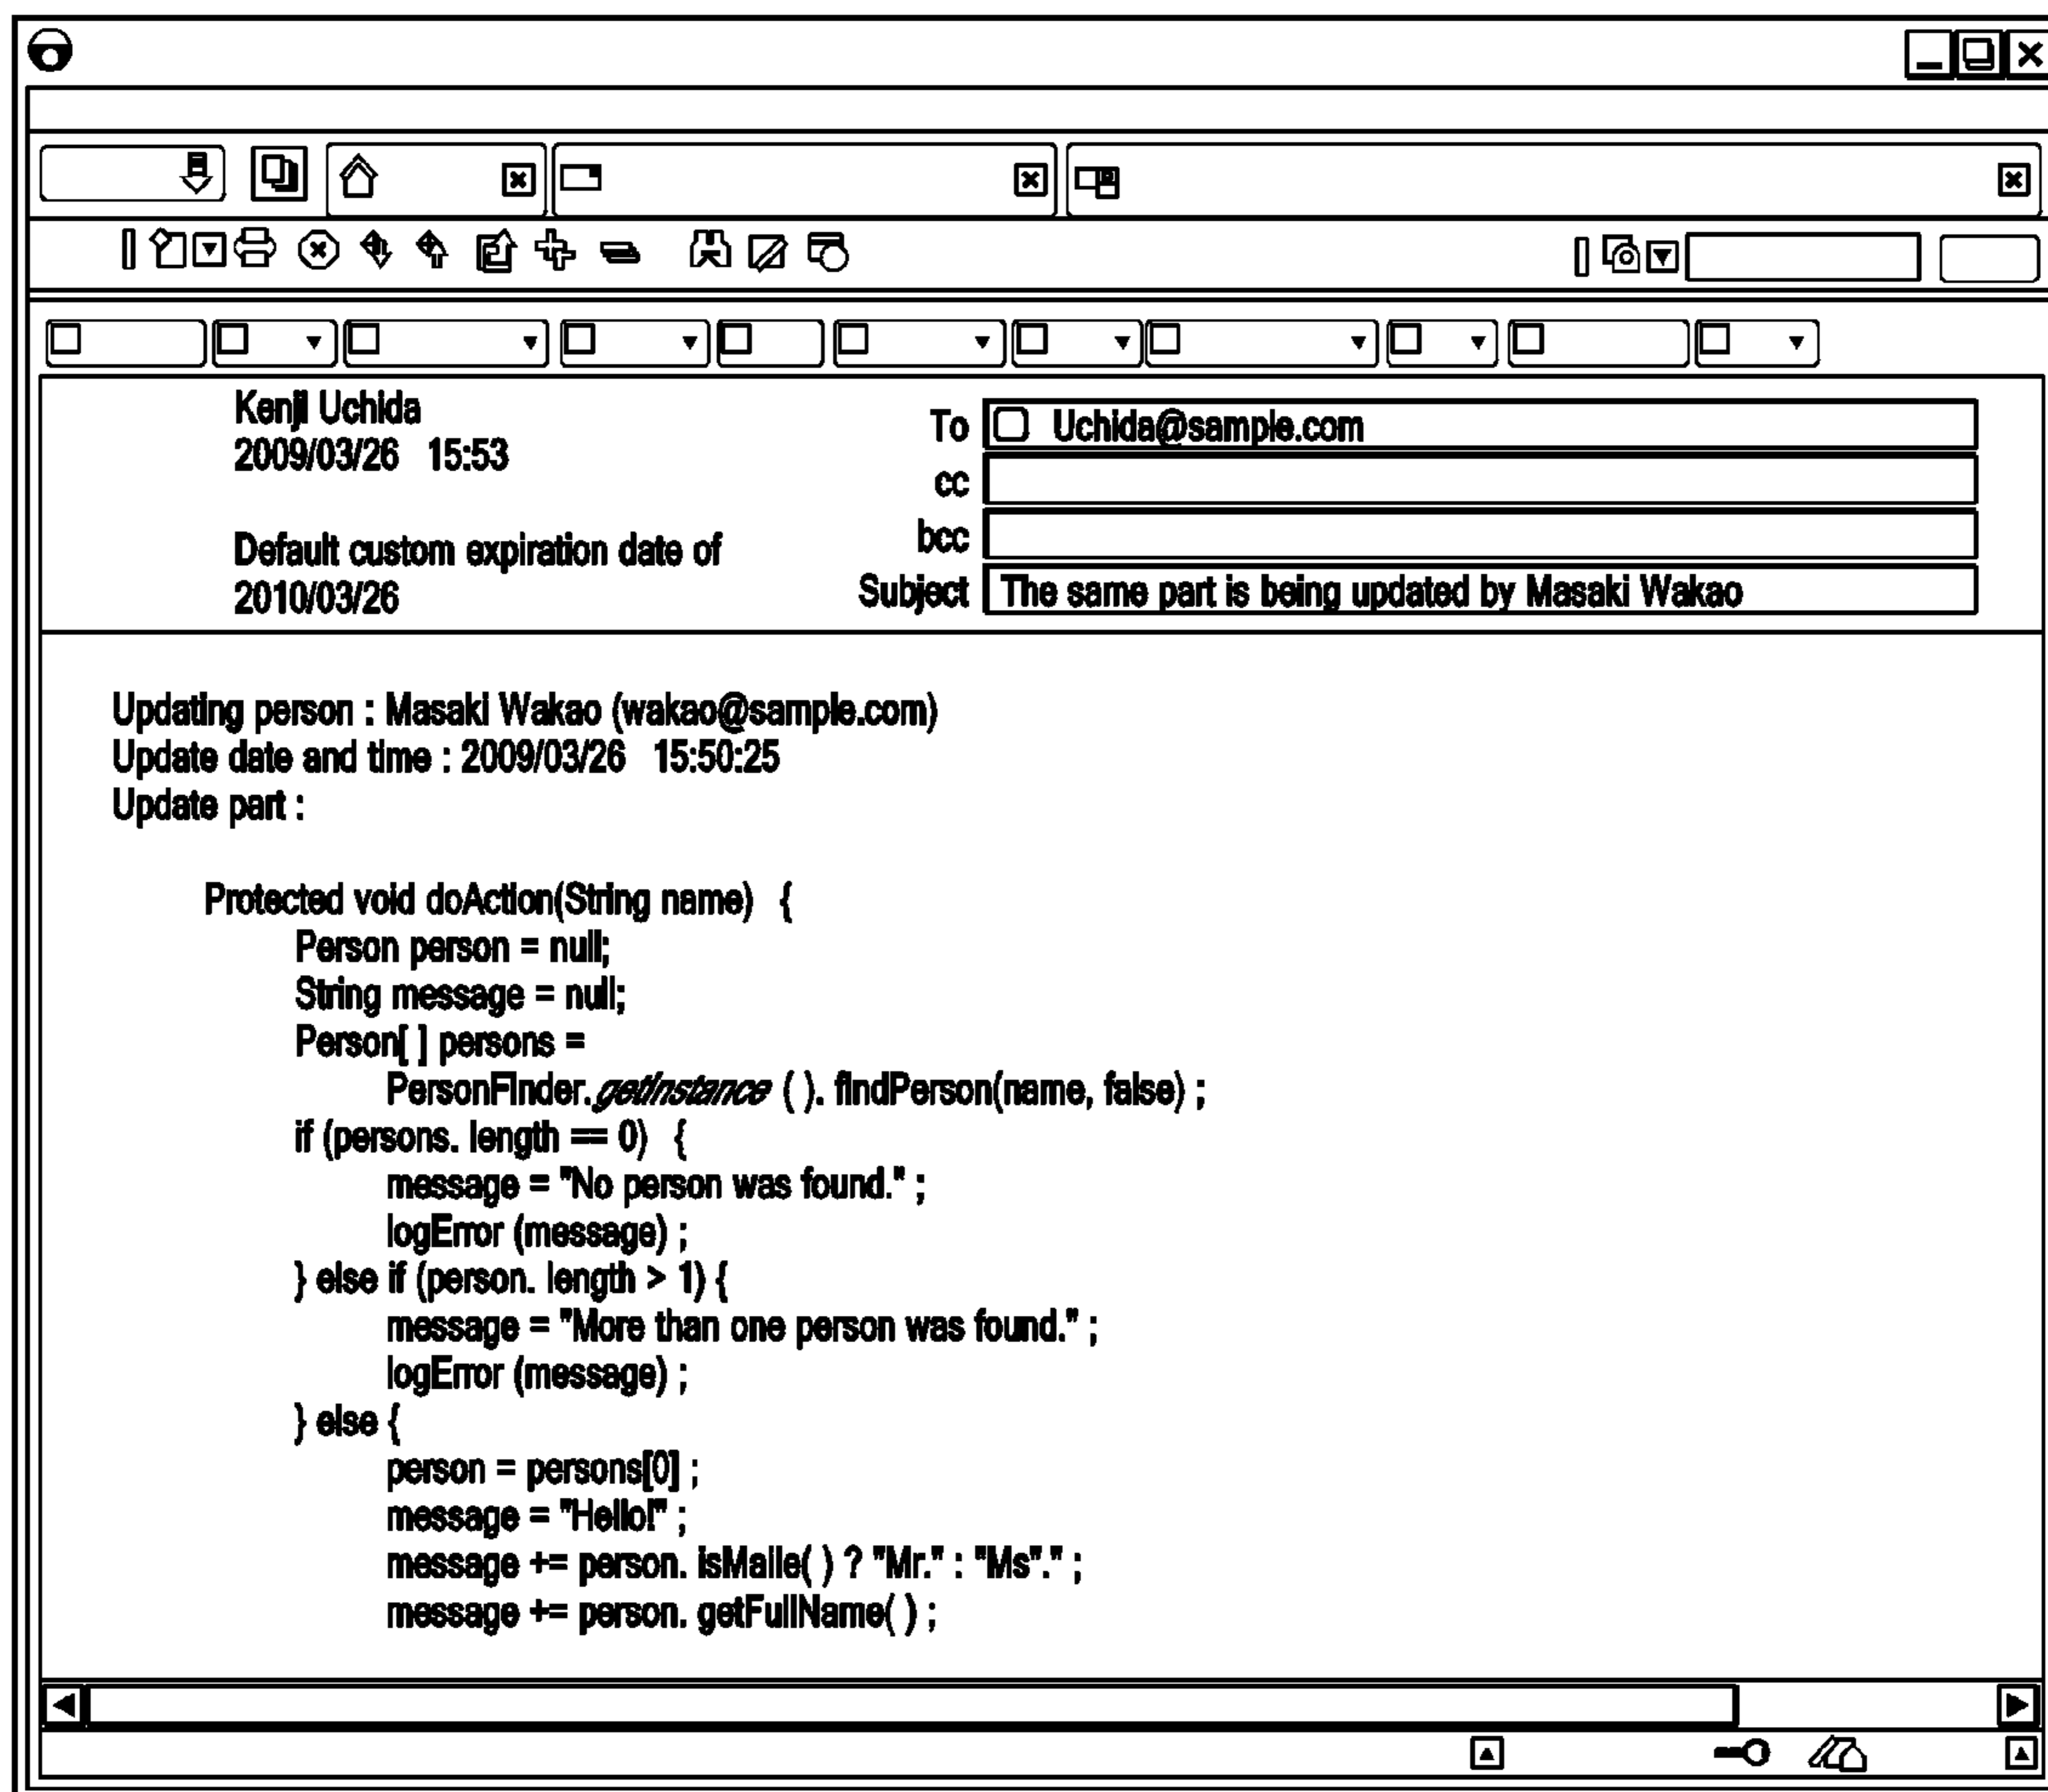 Kenji Uchida
2009/03/26 15:53
Default custom expiration date of
2010/03/26
To Uchida@sample.com
cc
bcc
Subject The same part is being updated by Masaki Wakao
Updating person : Masaki Wakao (wakao@sample.com)
Update date and time : 2009/03/26 15:50:25
Update part :
Protected void doAction(String name) {
Person person = null;
String message = null;
Person[ ] persons =
PersonFinder. getInstance ( ). findPerson(name, false) ;
if (persons. length == 0) {
message = "No person was found." ;
logError (message) ;
} else if (person. length > 1) {
message = "More than one person was found." ;
logError (message) ;
} else {
person = persons[0] ;
message = "Hello!" ;
message += person. isMaile( ) ? "Mr." : "Ms"." ;
message += person. getFullName( ) ;